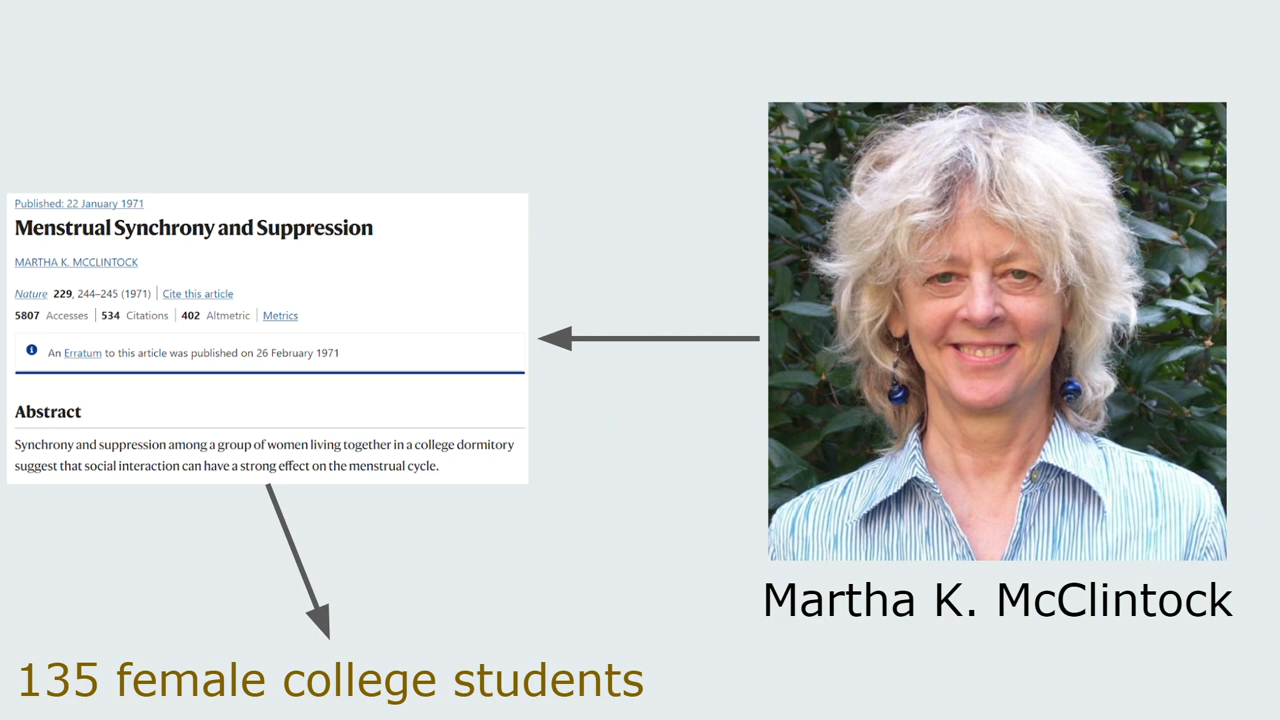 Published: 22 January 1971
Menstrual Synchrony and Suppression
MARTHA K. MCCLINTOCK
Nature 229, 244–245 (1971) | Cite this article
5807 Accesses | 534 Citations | 402 Altmetric | Metrics
An Erratum to this article was published on 26 February 1971
Abstract
Synchrony and suppression among a group of women living together in a college dormitory
suggest that social interaction can have a strong effect on the menstrual cycle.
Martha K. McClintock
135 female college students